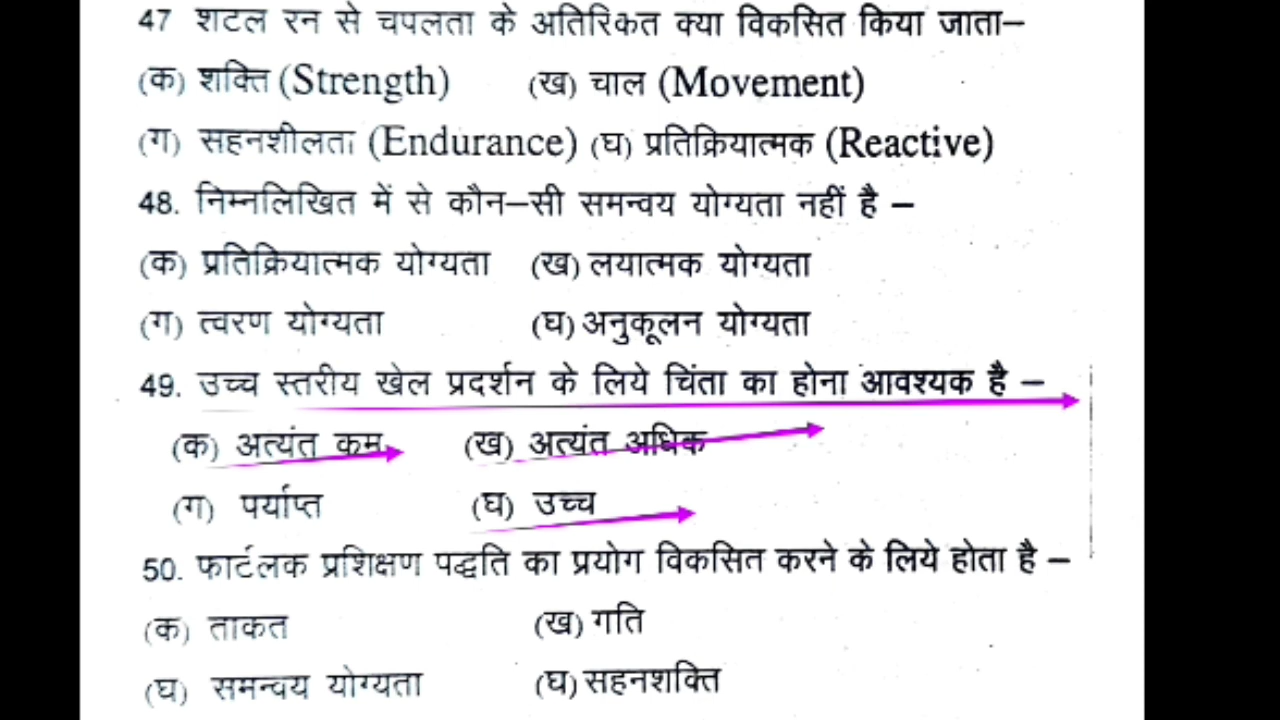 47 शटल रन से चपलता के अतिरिक्त क्या विकसित किया जाता–
(क) शक्ति (Strength) (ख) चाल (Movement)
(ग) सहनशीलता (Endurance) (घ) प्रतिक्रियात्मक (Reactive)
48. निम्नलिखित में से कौन–सी समन्वय योग्यता नहीं है –
(क) प्रतिक्रियात्मक योग्यता (ख) लयात्मक योग्यता
(ग) त्वरण योग्यता (घ) अनुकूलन योग्यता
49. उच्च स्तरीय खेल प्रदर्शन के लिये चिंता का होना आवश्यक है –
(क) अत्यंत कम (ख) अत्यंत अधिक
(ग) पर्याप्त (घ) उच्च
50. फार्टलक प्रशिक्षण पद्धति का प्रयोग विकसित करने के लिये होता है –
(क) ताकत (ख) गति
(घ) समन्वय योग्यता (घ) सहनशक्ति